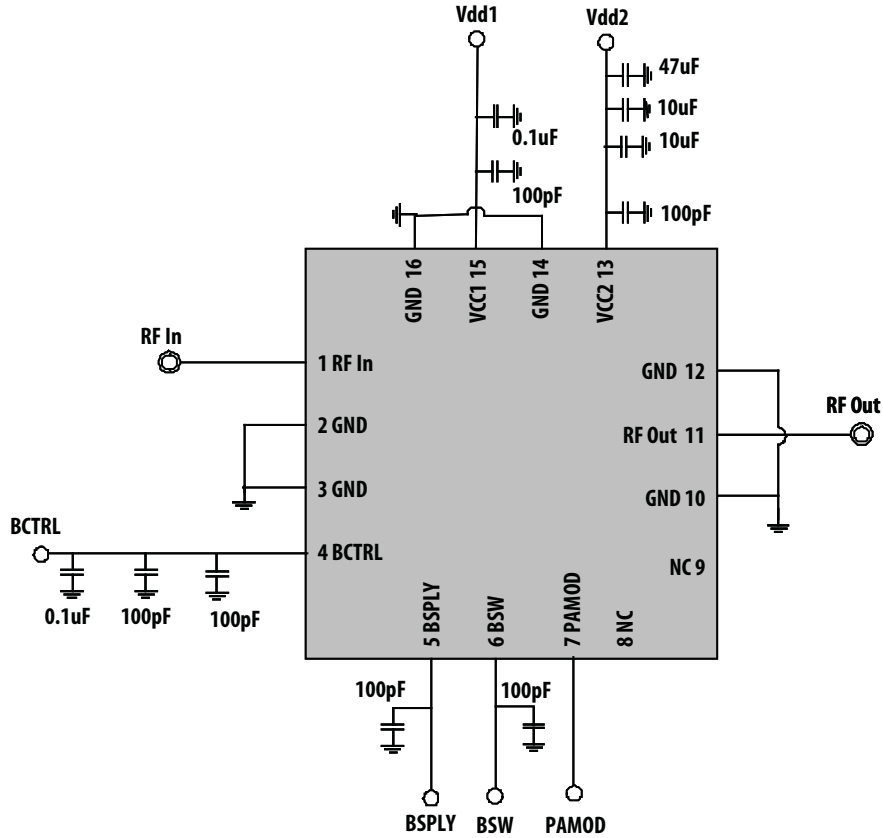 Vdd1
Vdd2
47uF
10uF
0.1uF
10uF
100pF
100pF
GND 16
VCC1 15
GND 14
VCC2 13
RF In
1 RF In
GND 12
RF Out
2 GND
RF Out 11
3 GND
GND 10
BCTRL
4 BCTRL
NC 9
0.1uF
100pF
100pF
5 BSPLY
6 BSW
7 PAMOD
8 NC
100pF
100pF
BSPLY
BSW
PAMOD